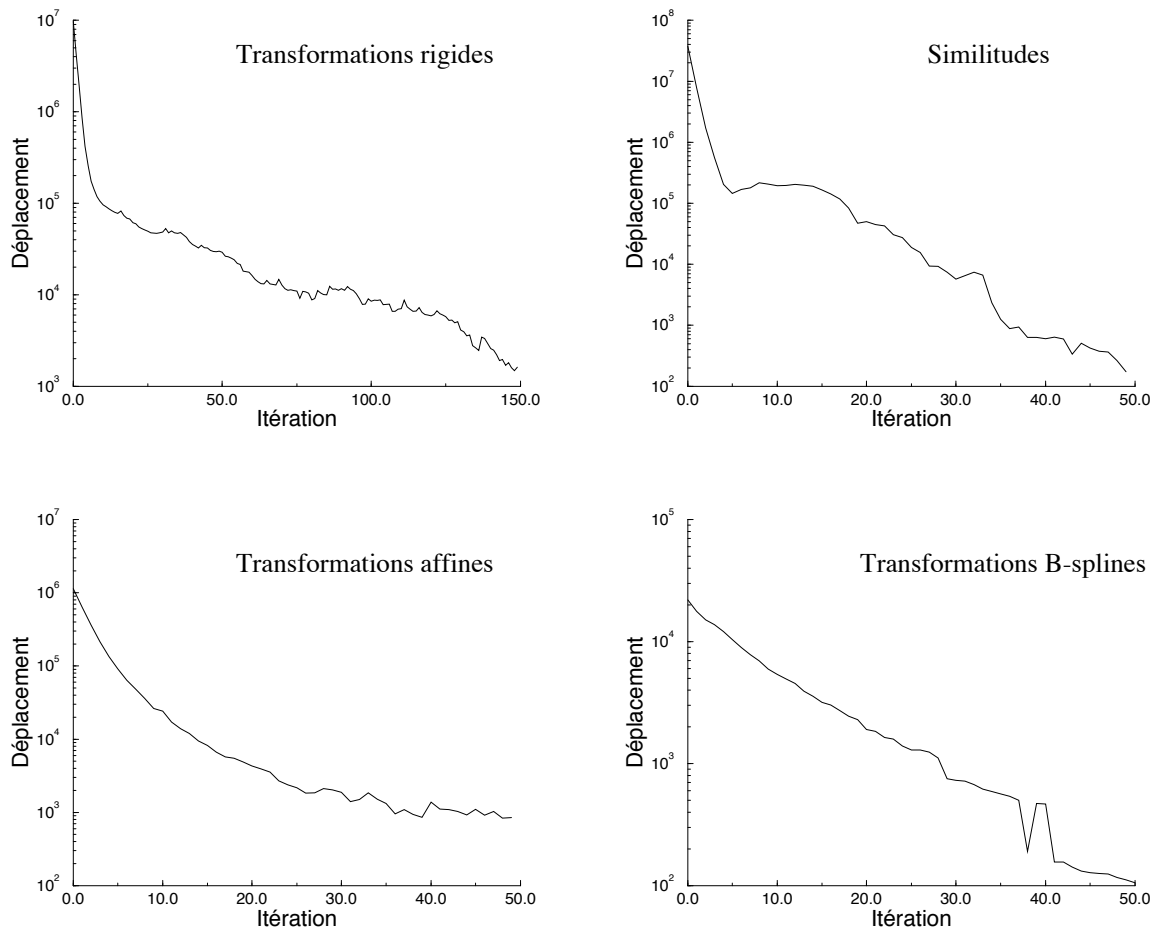 Transformations rigides
Déplacement
10^7
10^6
10^5
10^4
10^3
0.0 50.0 100.0 150.0
Itération
Similitudes
Déplacement
10^8
10^7
10^6
10^5
10^4
10^3
10^2
0.0 10.0 20.0 30.0 40.0 50.0
Itération
Transformations affines
Déplacement
10^7
10^6
10^5
10^4
10^3
10^2
0.0 10.0 20.0 30.0 40.0 50.0
Itération
Transformations B-splines
Déplacement
10^5
10^4
10^3
10^2
0.0 10.0 20.0 30.0 40.0 50.0
Itération